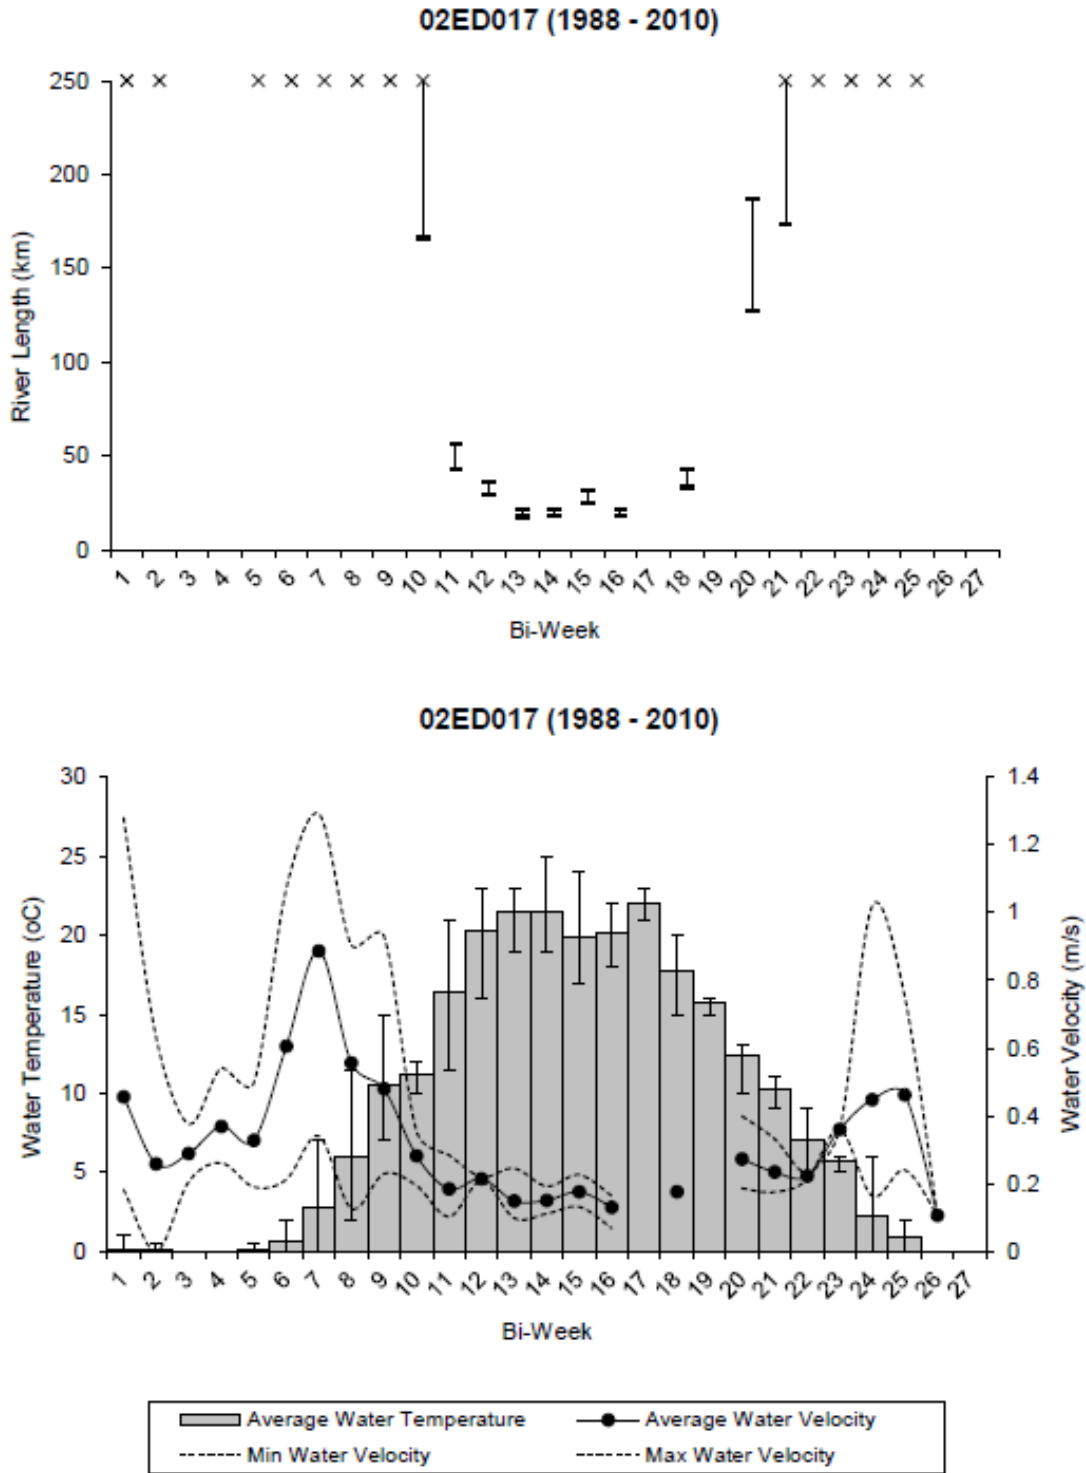 02ED017 (1988 - 2010)
250
200
150
100
50
0
River Length (km)
1 2 3 4 5 6 7 8 9 10 11 12 13 14 15 16 17 18 19 20 21 22 23 24 25 26 27
Bi-Week
02ED017 (1988 - 2010)
30 1.4
25 1.2
20 1
15 0.8
10 0.6
5 0.4
0 0.2
0
Water Temperature (oC)
Water Velocity (m/s)
1 2 3 4 5 6 7 8 9 10 11 12 13 14 15 16 17 18 19 20 21 22 23 24 25 26 27
Bi-Week
Average Water Temperature Average Water Velocity
Min Water Velocity Max Water Velocity